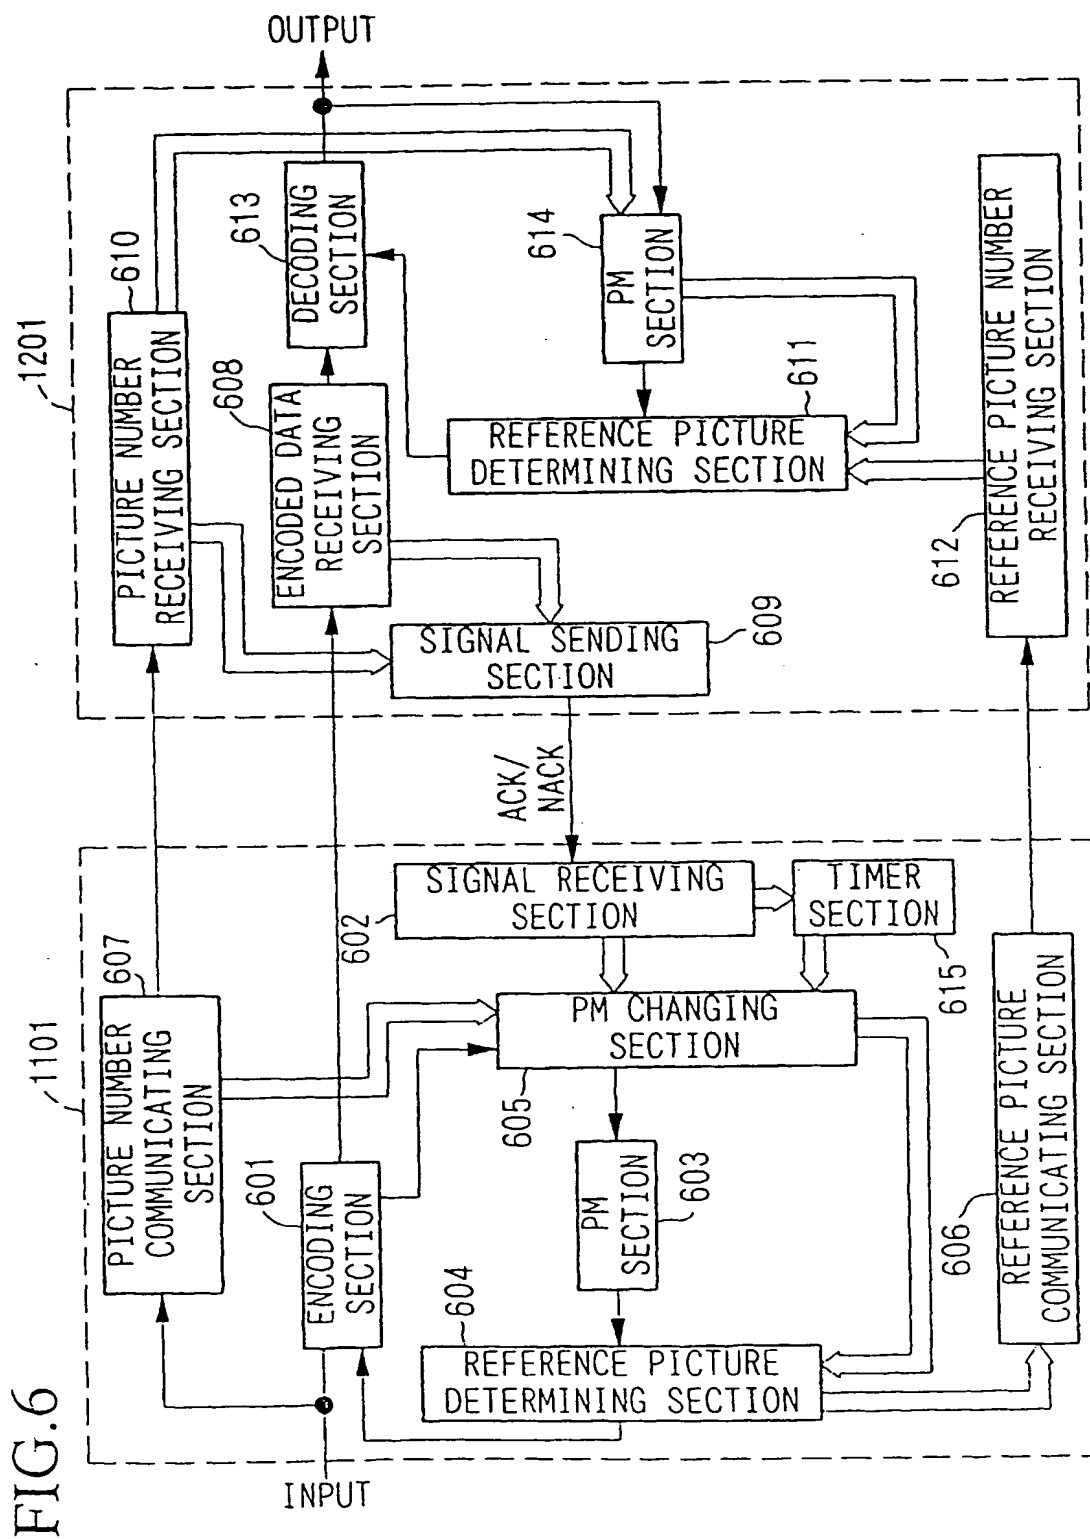 FIG.6
INPUT
1101
PICTURE NUMBER
COMMUNICATING
SECTION
607
ENCODING
SECTION
601
REFERENCE PICTURE
DETERMINING SECTION
604
PM
SECTION
603
PM CHANGING
SECTION
605
SIGNAL RECEIVING
SECTION
602
TIMER
SECTION
615
REFERENCE PICTURE
COMMUNICATING SECTION
606
ACK/
NACK
1201
PICTURE NUMBER
RECEIVING SECTION
610
ENCODED DATA
RECEIVING
SECTION
608
SIGNAL SENDING
SECTION
609
DECODING
SECTION
613
PM
SECTION
614
REFERENCE PICTURE
DETERMINING SECTION
611
REFERENCE PICTURE NUMBER
RECEIVING SECTION
612
OUTPUT